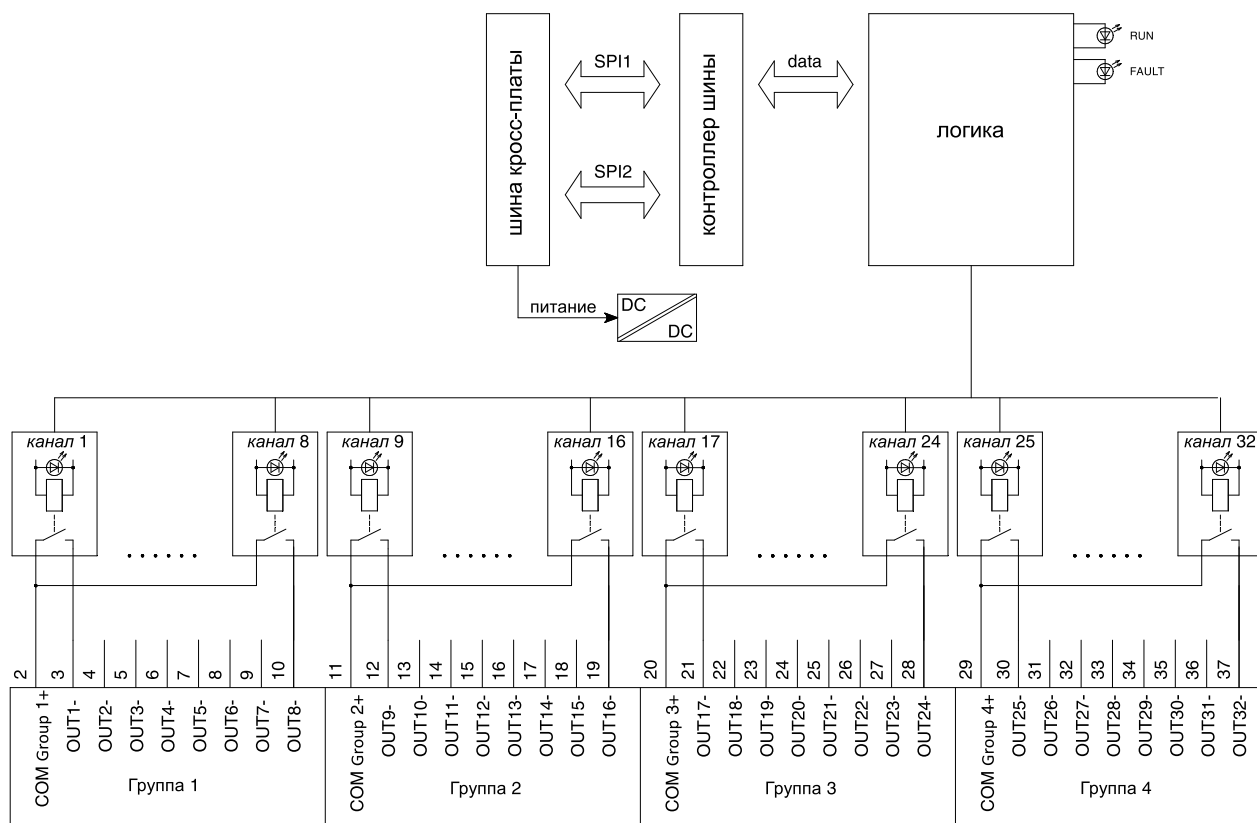 шина кросс-платы
SPI1
SPI2
контроллер шины
data
логика
RUN
FAULT
питание
DC
DC
канал 1
канал 8
канал 9
канал 16
канал 17
канал 24
канал 25
канал 32
2
3
4
5
6
7
8
9
10
11
12
13
14
15
16
17
18
19
20
21
22
23
24
25
26
27
28
29
30
31
32
33
34
35
36
37
COM Group 1+
OUT1-
OUT2-
OUT3-
OUT4-
OUT5-
OUT6-
OUT7-
OUT8-
Группа 1
COM Group 2+
OUT9-
OUT10-
OUT11-
OUT12-
OUT13-
OUT14-
OUT15-
OUT16-
Группа 2
COM Group 3+
OUT17-
OUT18-
OUT19-
OUT20-
OUT21-
OUT22-
OUT23-
OUT24-
Группа 3
COM Group 4+
OUT25-
OUT26-
OUT27-
OUT28-
OUT29-
OUT30-
OUT31-
OUT32-
Группа 4